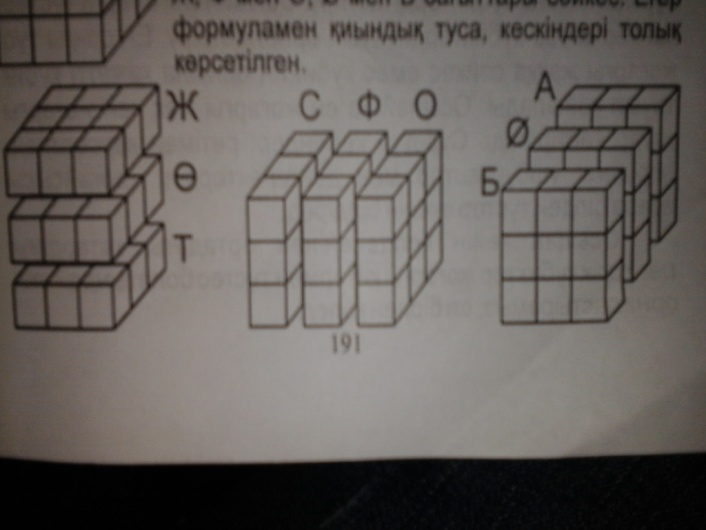 формуламен қиындық туса, кескіндері толық
көрсетілген.
Ж
Ө
Т
С Ф О
А
Ø
Б
191